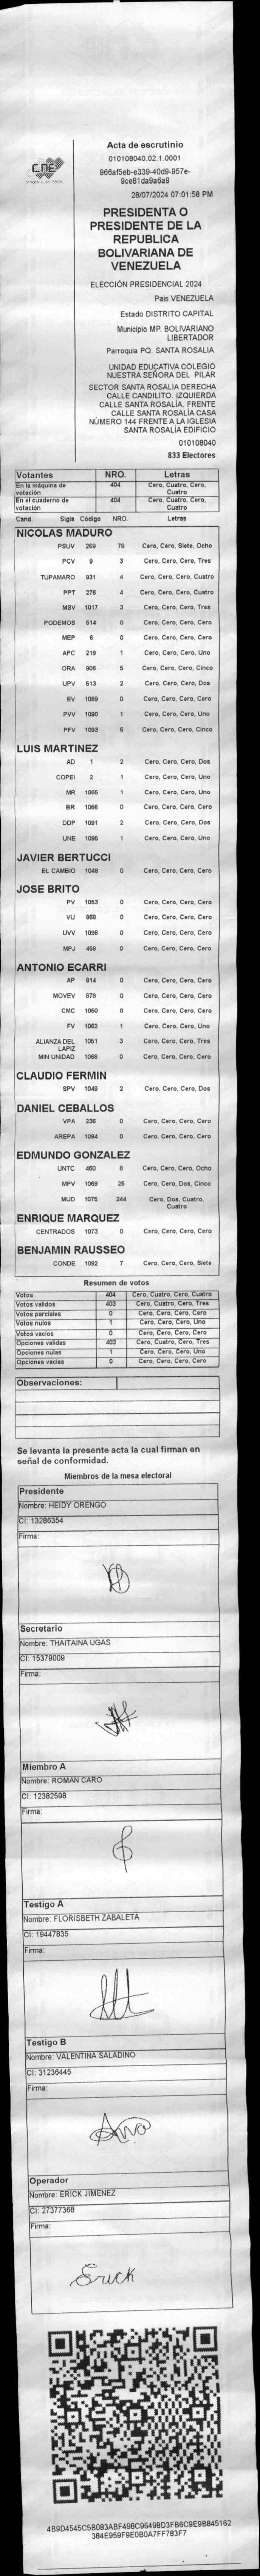 CNE
Acta de escrutinio
010108040.02.1.0001
966af5eb-e339-40d9-957e-
9ce81da9a6a9
28/07/2024 07:01:58 PM
PRESIDENTA O
PRESIDENTE DE LA
REPUBLICA
BOLIVARIANA DE
VENEZUELA
ELECCIÓN PRESIDENCIAL 2024
Pais VENEZUELA
Estado DISTRITO CAPITAL
Municipio MP. BOLIVARIANO
LIBERTADOR
Parroquia PQ. SANTA ROSALIA
UNIDAD EDUCATIVA COLEGIO
NUESTRA SEÑORA DEL PILAR
SECTOR SANTA ROSALIA DERECHA
CALLE CANDILITO. IZQUIERDA
CALLE SANTA ROSALÍA. FRENTE
CALLE SANTA ROSALÍA CASA
NÚMERO 144 FRENTE A LA IGLESIA
SANTA ROSALÍA EDIFICIO
010108040
833 Electores
Votantes NRO. Letras
En la máquina de votación 404 Cero, Cuatro, Cero, Cuatro
En el cuaderno de votación 404 Cero, Cuatro, Cero, Cuatro
Cand. Sigla Código NRO. Letras
NICOLAS MADURO
PSUV 269 78 Cero, Cero, Siete, Ocho
PCV 9 3 Cero, Cero, Cero, Tres
TUPAMARO 931 4 Cero, Cero, Cero, Cuatro
PPT 276 4 Cero, Cero, Cero, Cuatro
MSV 1017 3 Cero, Cero, Cero, Tres
PODEMOS 514 0 Cero, Cero, Cero, Cero
MEP 6 0 Cero, Cero, Cero, Cero
APC 219 1 Cero, Cero, Cero, Uno
ORA 906 5 Cero, Cero, Cero, Cinco
UPV 513 2 Cero, Cero, Cero, Dos
EV 1089 0 Cero, Cero, Cero, Cero
PVV 1090 1 Cero, Cero, Cero, Uno
PFV 1093 5 Cero, Cero, Cero, Cinco
LUIS MARTINEZ
AD 1 2 Cero, Cero, Cero, Dos
COPEI 2 1 Cero, Cero, Cero, Uno
MR 1065 1 Cero, Cero, Cero, Uno
BR 1066 0 Cero, Cero, Cero, Cero
DDP 1091 2 Cero, Cero, Cero, Dos
UNE 1095 1 Cero, Cero, Cero, Uno
JAVIER BERTUCCI
EL CAMBIO 1048 0 Cero, Cero, Cero, Cero
JOSE BRITO
PV 1053 0 Cero, Cero, Cero, Cero
VU 969 0 Cero, Cero, Cero, Cero
UVV 1096 0 Cero, Cero, Cero, Cero
MPJ 458 0 Cero, Cero, Cero, Cero
ANTONIO ECARRI
AP 914 0 Cero, Cero, Cero, Cero
MOVEV 879 0 Cero, Cero, Cero, Cero
CMC 1050 0 Cero, Cero, Cero, Cero
FV 1002 1 Cero, Cero, Cero, Uno
ALIANZA DEL LAPIZ 1051 3 Cero, Cero, Cero, Tres
MIN UNIDAD 1068 0 Cero, Cero, Cero, Cero
CLAUDIO FERMIN
SPV 1049 2 Cero, Cero, Cero, Dos
DANIEL CEBALLOS
VPA 236 0 Cero, Cero, Cero, Cero
AREPA 1094 0 Cero, Cero, Cero, Cero
EDMUNDO GONZALEZ
UNTC 460 8 Cero, Cero, Cero, Ocho
MPV 1069 25 Cero, Cero, Dos, Cinco
MUD 1075 244 Cero, Dos, Cuatro, Cuatro
ENRIQUE MARQUEZ
CENTRADOS 1073 0 Cero, Cero, Cero, Cero
BENJAMIN RAUSSEO
CONDE 1092 7 Cero, Cero, Cero, Siete
Resumen de votos
Votos 404 Cero, Cuatro, Cero, Cuatro
Votos validos 403 Cero, Cuatro, Cero, Tres
Votos parciales 0 Cero, Cero, Cero, Cero
Votos nulos 1 Cero, Cero, Cero, Uno
Votos vacios 0 Cero, Cero, Cero, Cero
Opciones validas 403 Cero, Cuatro, Cero, Tres
Opciones nulas 1 Cero, Cero, Cero, Uno
Opciones vacias 0 Cero, Cero, Cero, Cero
Observaciones:
Se levanta la presente acta la cual firman en
señal de conformidad.
Miembros de la mesa electoral
Presidente
Nombre: HEIDY ORENGO
CI: 13286354
Firma:
Secretario
Nombre: THAITAINA UGAS
CI: 15379009
Firma:
Miembro A
Nombre: ROMAN CARO
CI: 12382598
Firma:
Testigo A
Nombre: FLORISBETH ZABALETA
CI: 19447835
Firma:
Testigo B
Nombre: VALENTINA SALADINO
CI: 31236445
Firma:
Operador
Nombre: ERICK JIMENEZ
CI: 27377368
Firma:
Erick
4B9D4545C5B083ABF498C96498D3FB6C9E9B845162
384E959F9E0B0A7FF783F7